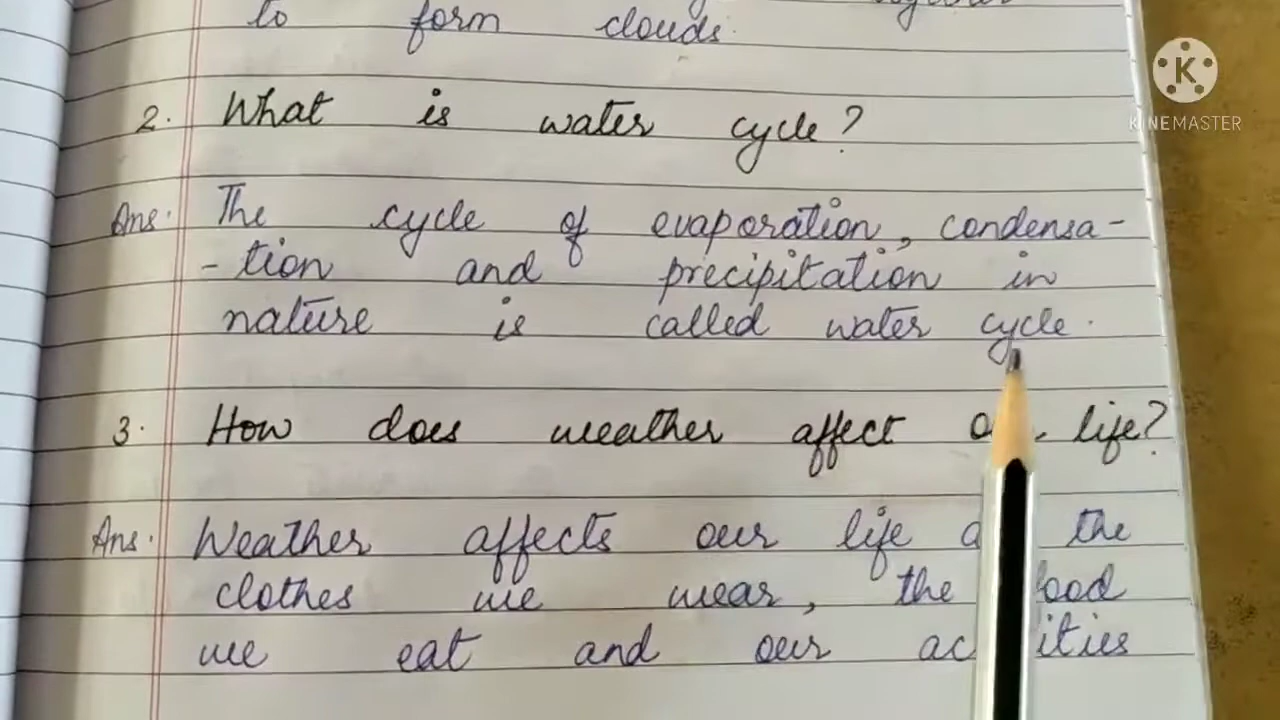 to form clouds.
2. What is water cycle?
Ans. The cycle of evaporation, condensa-
-tion and precipitation in
nature is called water cycle.
3. How does weather affect life?
Ans. Weather affects our life the
clothes we wear, the
we eat and our
K
KINEMASTER